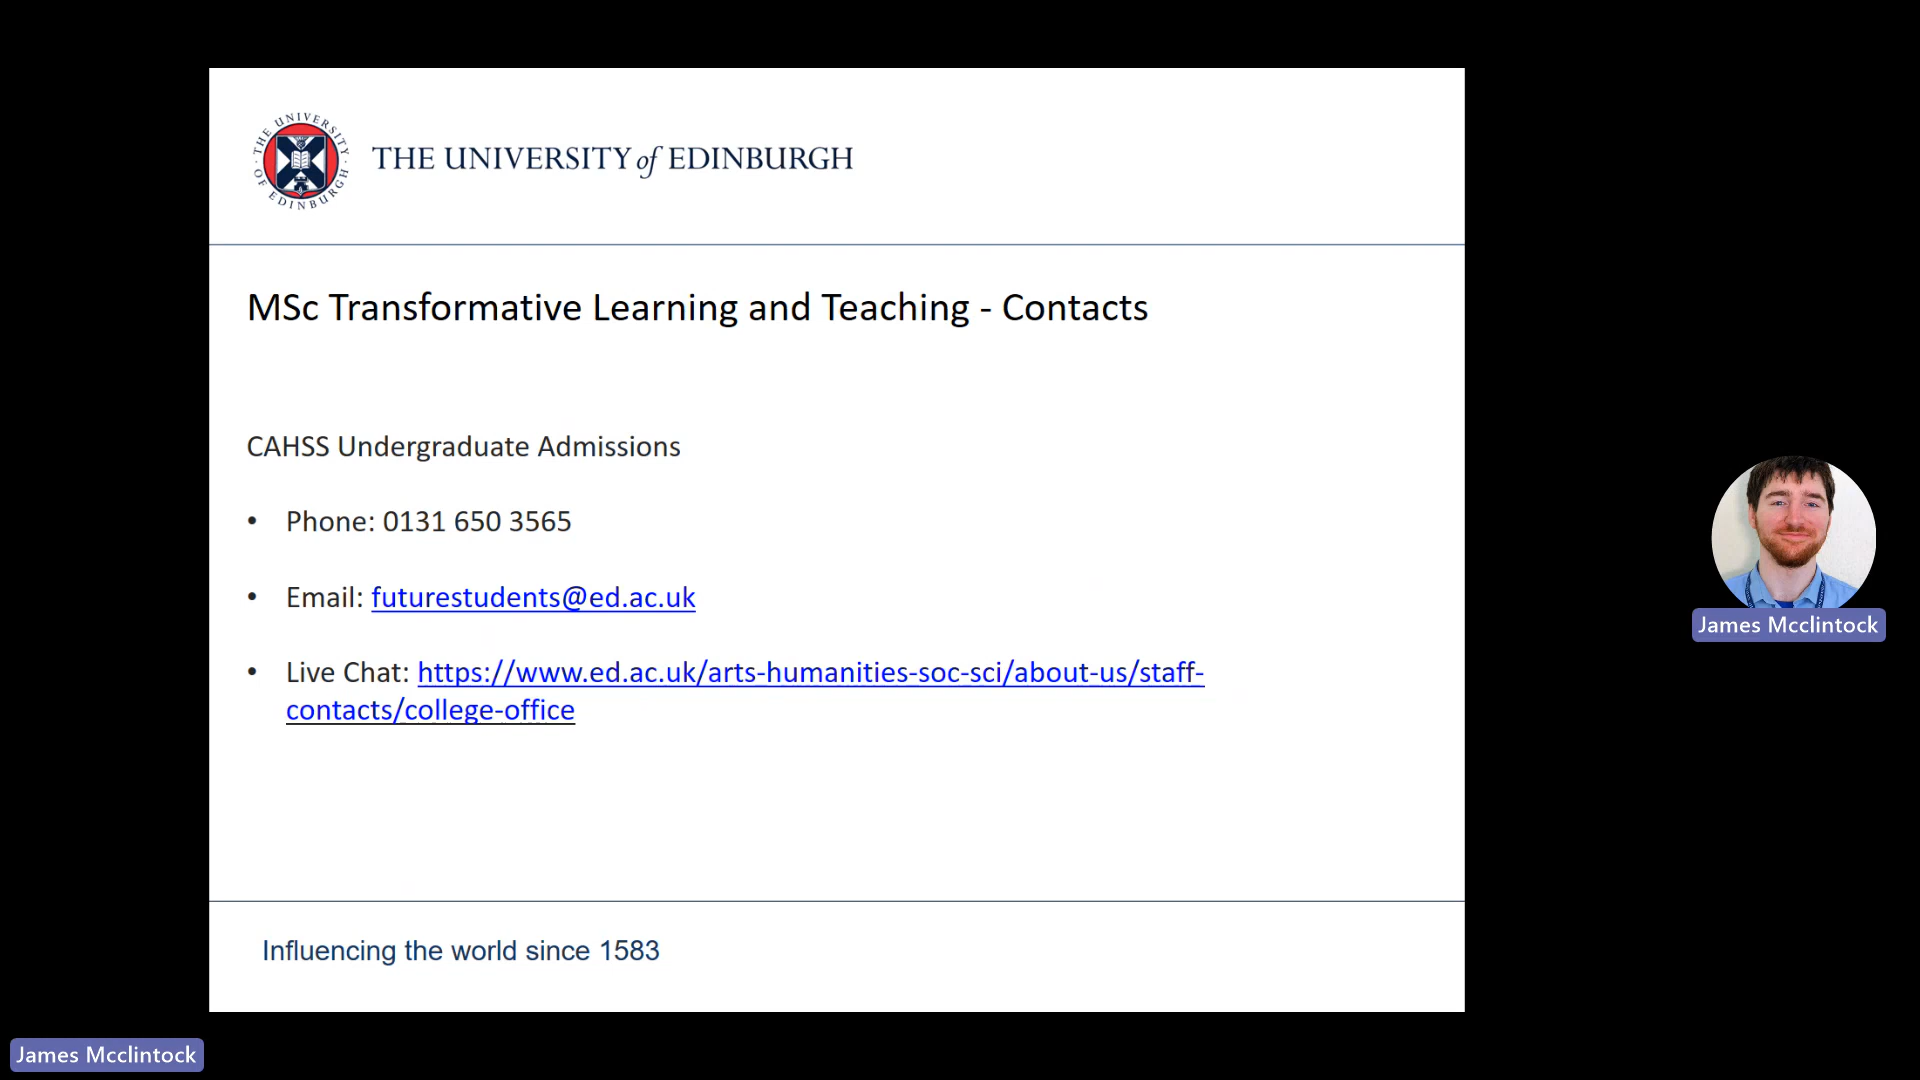 THE UNIVERSITY OF EDINBURGH
THE UNIVERSITY of EDINBURGH
MSc Transformative Learning and Teaching - Contacts
CAHSS Undergraduate Admissions
• Phone: 0131 650 3565
• Email: futurestudents@ed.ac.uk
• Live Chat: https://www.ed.ac.uk/arts-humanities-soc-sci/about-us/staff-
contacts/college-office
Influencing the world since 1583
James Mcclintock
James Mcclintock